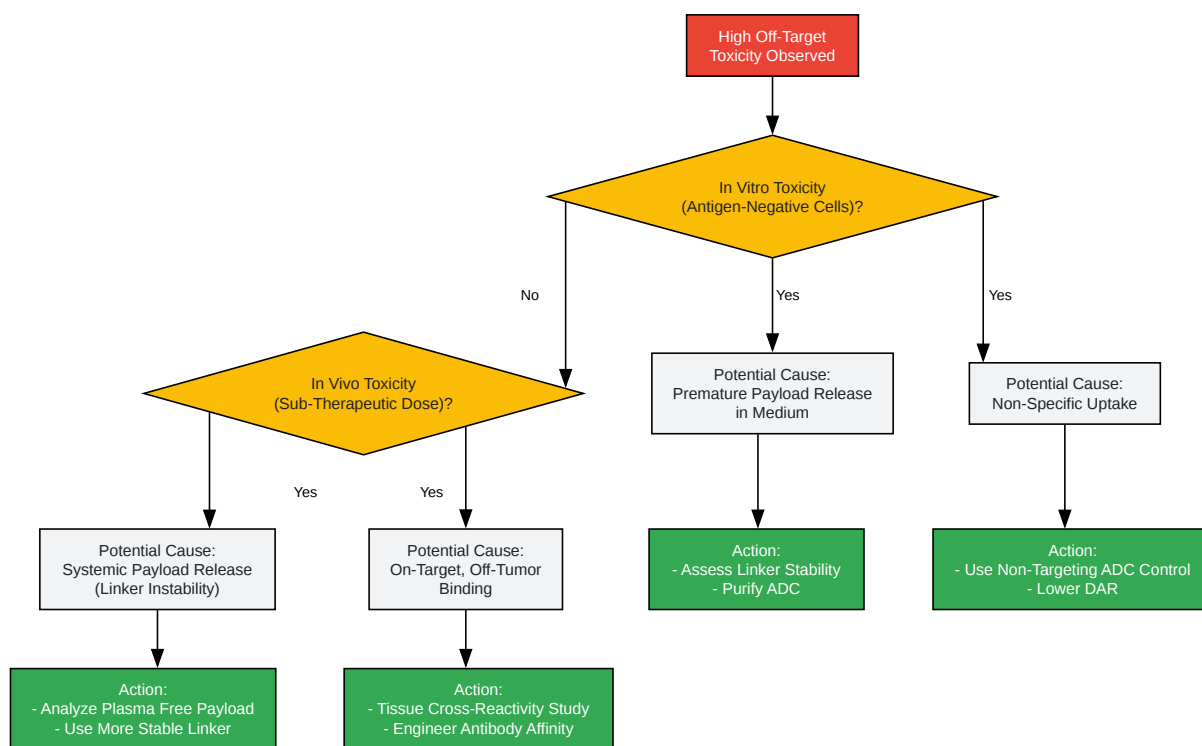 High Off-Target
Toxicity Observed
In Vitro Toxicity
(Antigen-Negative Cells)?
No
Yes
Yes
In Vivo Toxicity
(Sub-Therapeutic Dose)?
Potential Cause:
Premature Payload Release
in Medium
Potential Cause:
Non-Specific Uptake
Yes
Yes
Potential Cause:
Systemic Payload Release
(Linker Instability)
Potential Cause:
On-Target, Off-Tumor
Binding
Action:
- Assess Linker Stability
- Purify ADC
Action:
- Use Non-Targeting ADC Control
- Lower DAR
Action:
- Analyze Plasma Free Payload
- Use More Stable Linker
Action:
- Tissue Cross-Reactivity Study
- Engineer Antibody Affinity